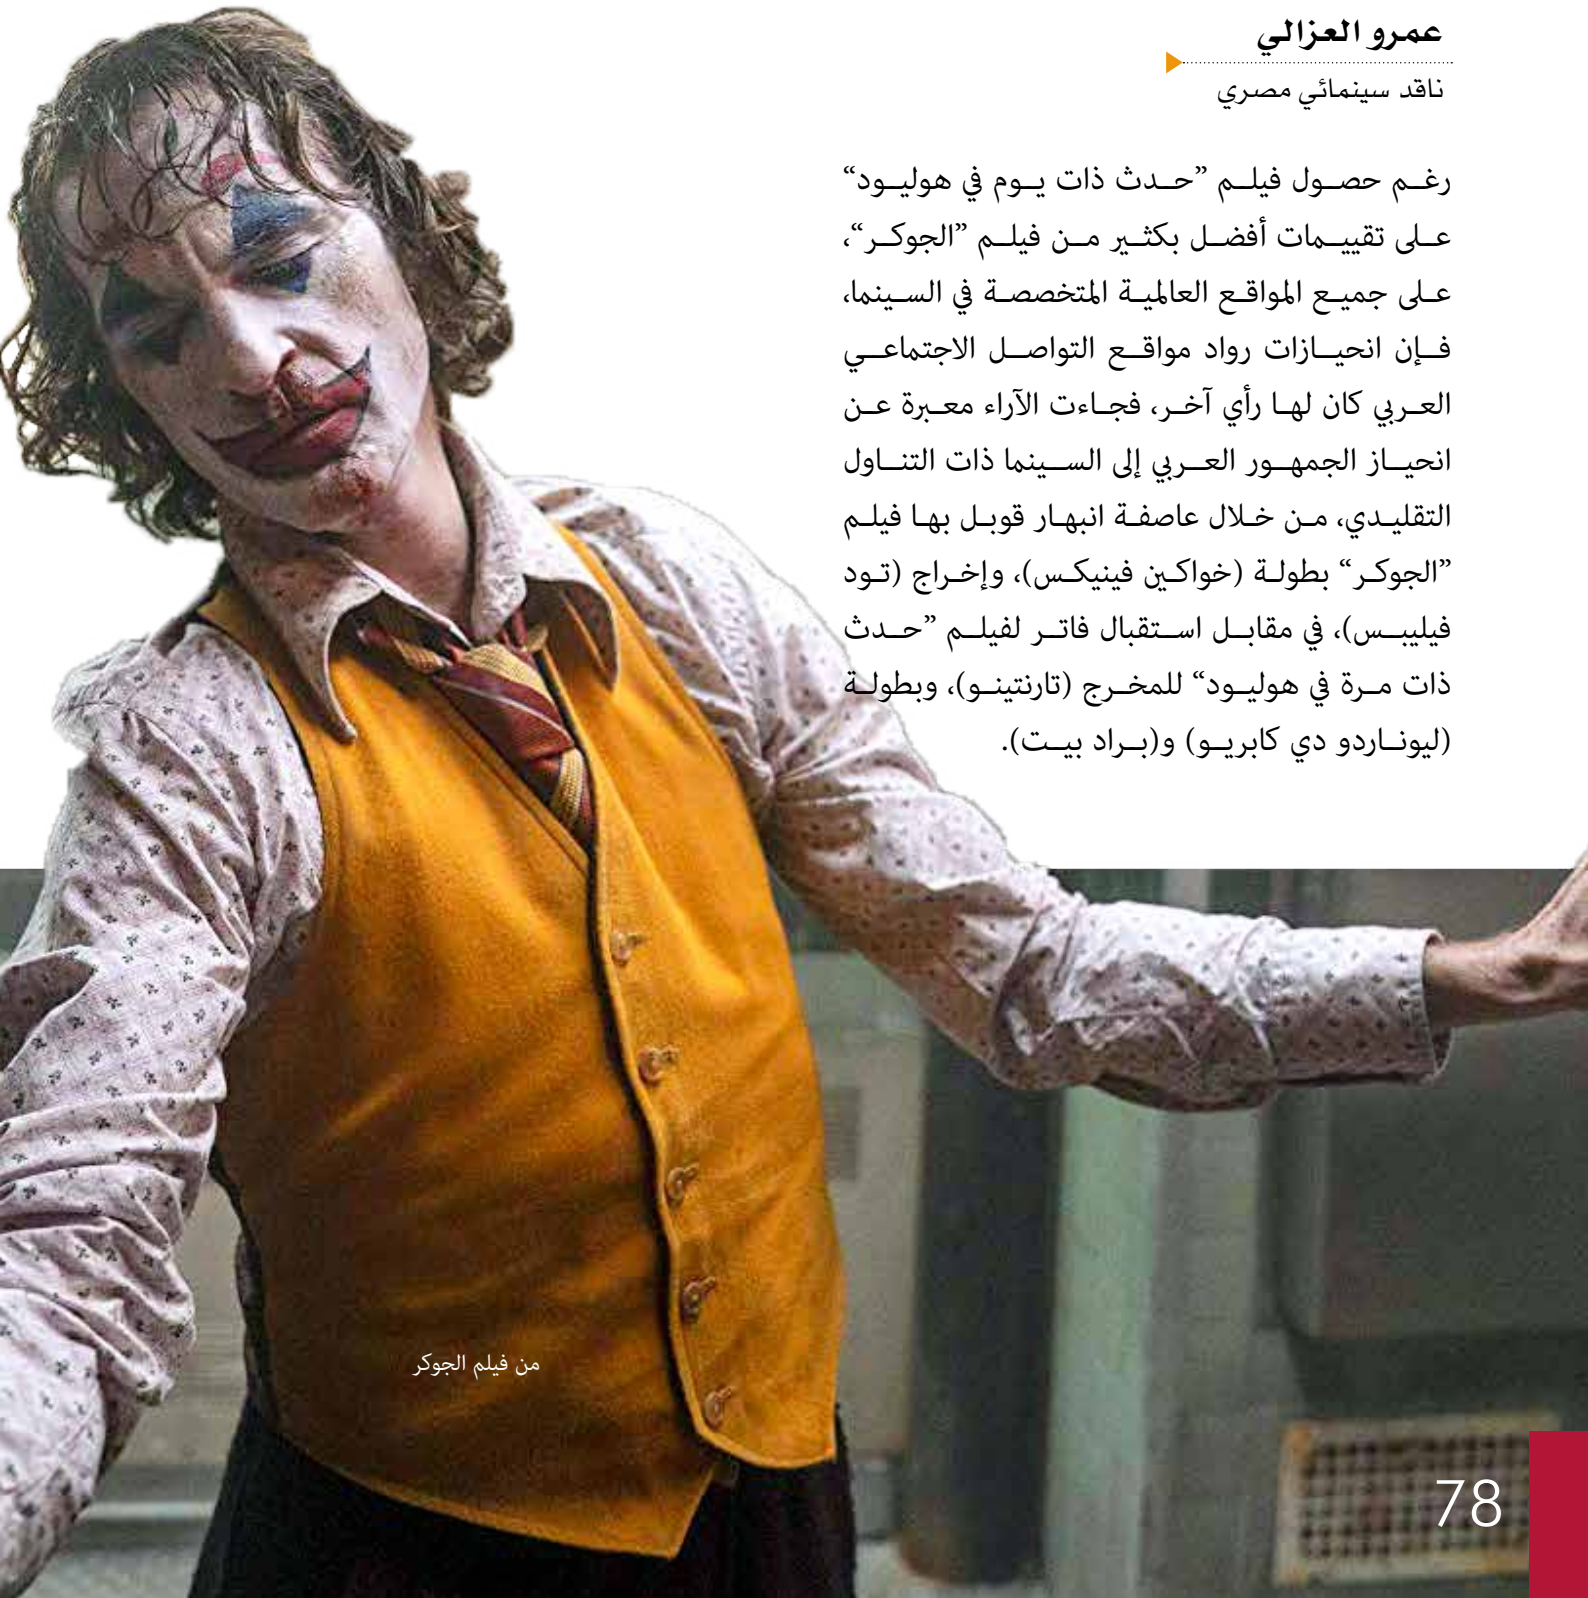 عمرو العزالي
ناقد سينمائي مصري
رغم حصول فيلم ”حدث ذات يوم في هوليود“
على تقييمات أفضل بكثير من فيلم ”الجوكر“،
على جميع المواقع العالمية المتخصصة في السينما،
فإن انحيازات رواد مواقع التواصل الاجتماعي
العربي كان لها رأي آخر، فجاءت الآراء معبرة عن
انحياز الجمهور العربي إلى السينما ذات التناول
التقليدي، من خلال عاصفة انبهار قوبل بها فيلم
”الجوكر“ بطولة (خواكين فينيكس)، وإخراج (تود
فيليبس)، في مقابل استقبال فاتر لفيلم ”حدث
ذات مرة في هوليود“ للمخرج (تارنتينو)، وبطولة
(ليوناردو دي كابريو) و(براد بيت).
من فيلم الجوكر
78